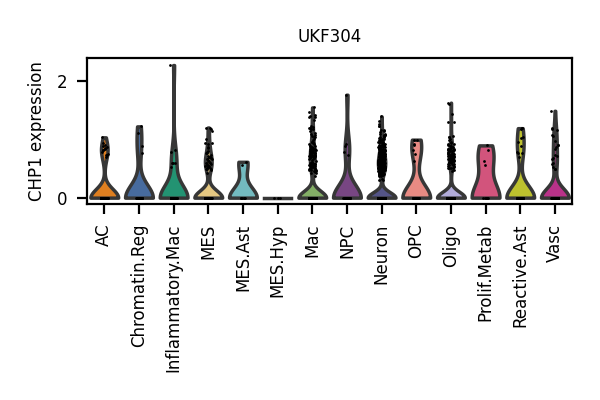 UKF304
CHP1 expression
2
0
AC
Chromatin.Reg
Inflammatory.Mac
MES
MES.Ast
MES.Hyp
Mac
NPC
Neuron
OPC
Oligo
Prolif.Metab
Reactive.Ast
Vasc